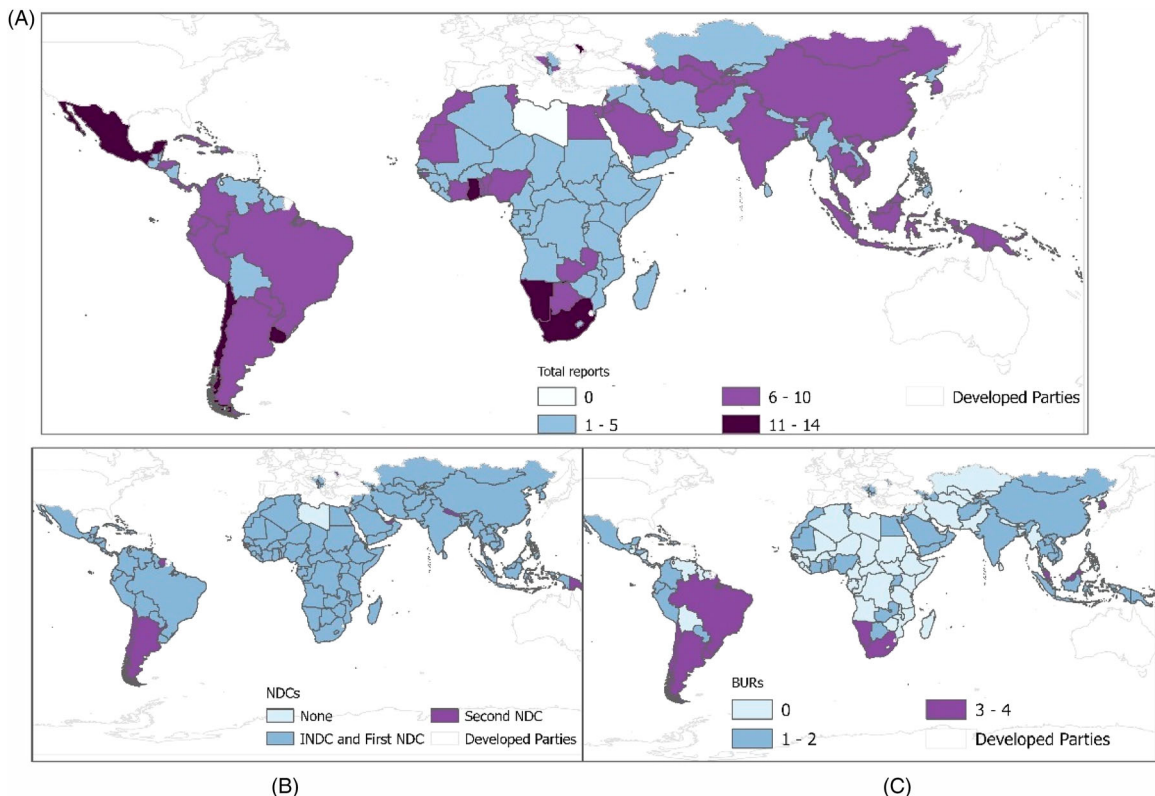 (A)
Total reports
0
1 - 5
6 - 10
11 - 14
Developed Parties
NDCs
None
INDC and First NDC
Second NDC
Developed Parties
BURs
0
1 - 2
3 - 4
Developed Parties
(B)
(C)